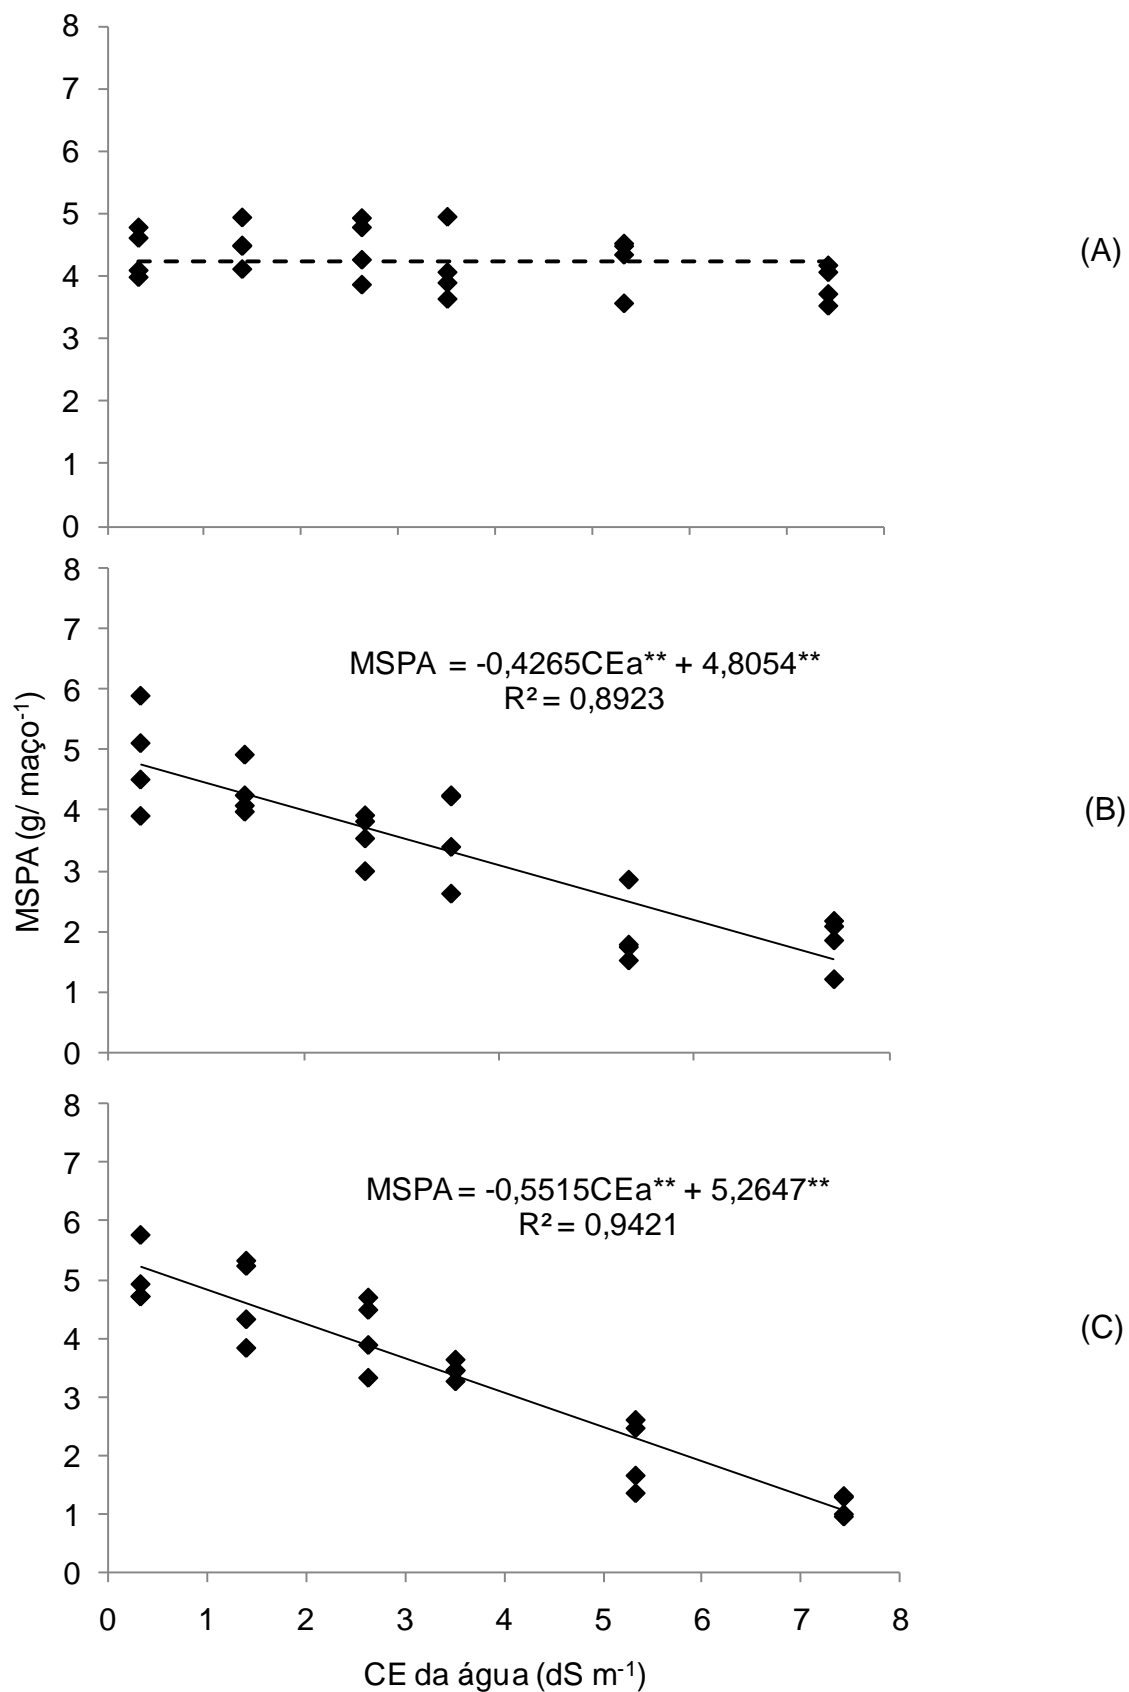 8
7
6
5
4
3
2
1
0
(A)
8
7
6
5
4
3
2
1
0
MSPA = -0,4265CEa** + 4,8054**
R² = 0,8923
(B)
MSPA (g/ maço⁻¹)
8
7
6
5
4
3
2
1
0
MSPA = -0,5515CEa** + 5,2647**
R² = 0,9421
(C)
0 1 2 3 4 5 6 7 8
CE da água (dS m⁻¹)